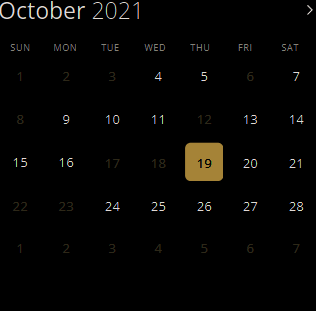 October 2021
SUN MON TUE WED THU FRI SAT
1 2 3 4 5 6 7
8 9 10 11 12 13 14
15 16 17 18 19 20 21
22 23 24 25 26 27 28
1 2 3 4 5 6 7